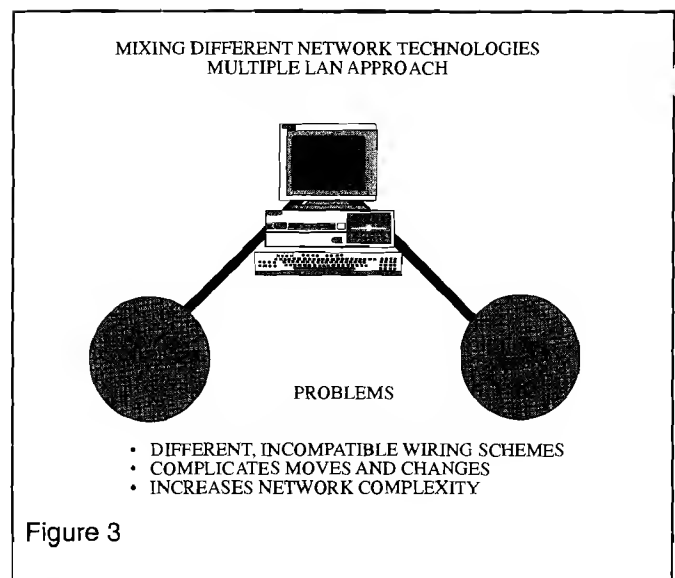 MIXING DIFFERENT NETWORK TECHNOLOGIES
MULTIPLE LAN APPROACH
PROBLEMS
• DIFFERENT, INCOMPATIBLE WIRING SCHEMES
• COMPLICATES MOVES AND CHANGES
• INCREASES NETWORK COMPLEXITY
Figure 3